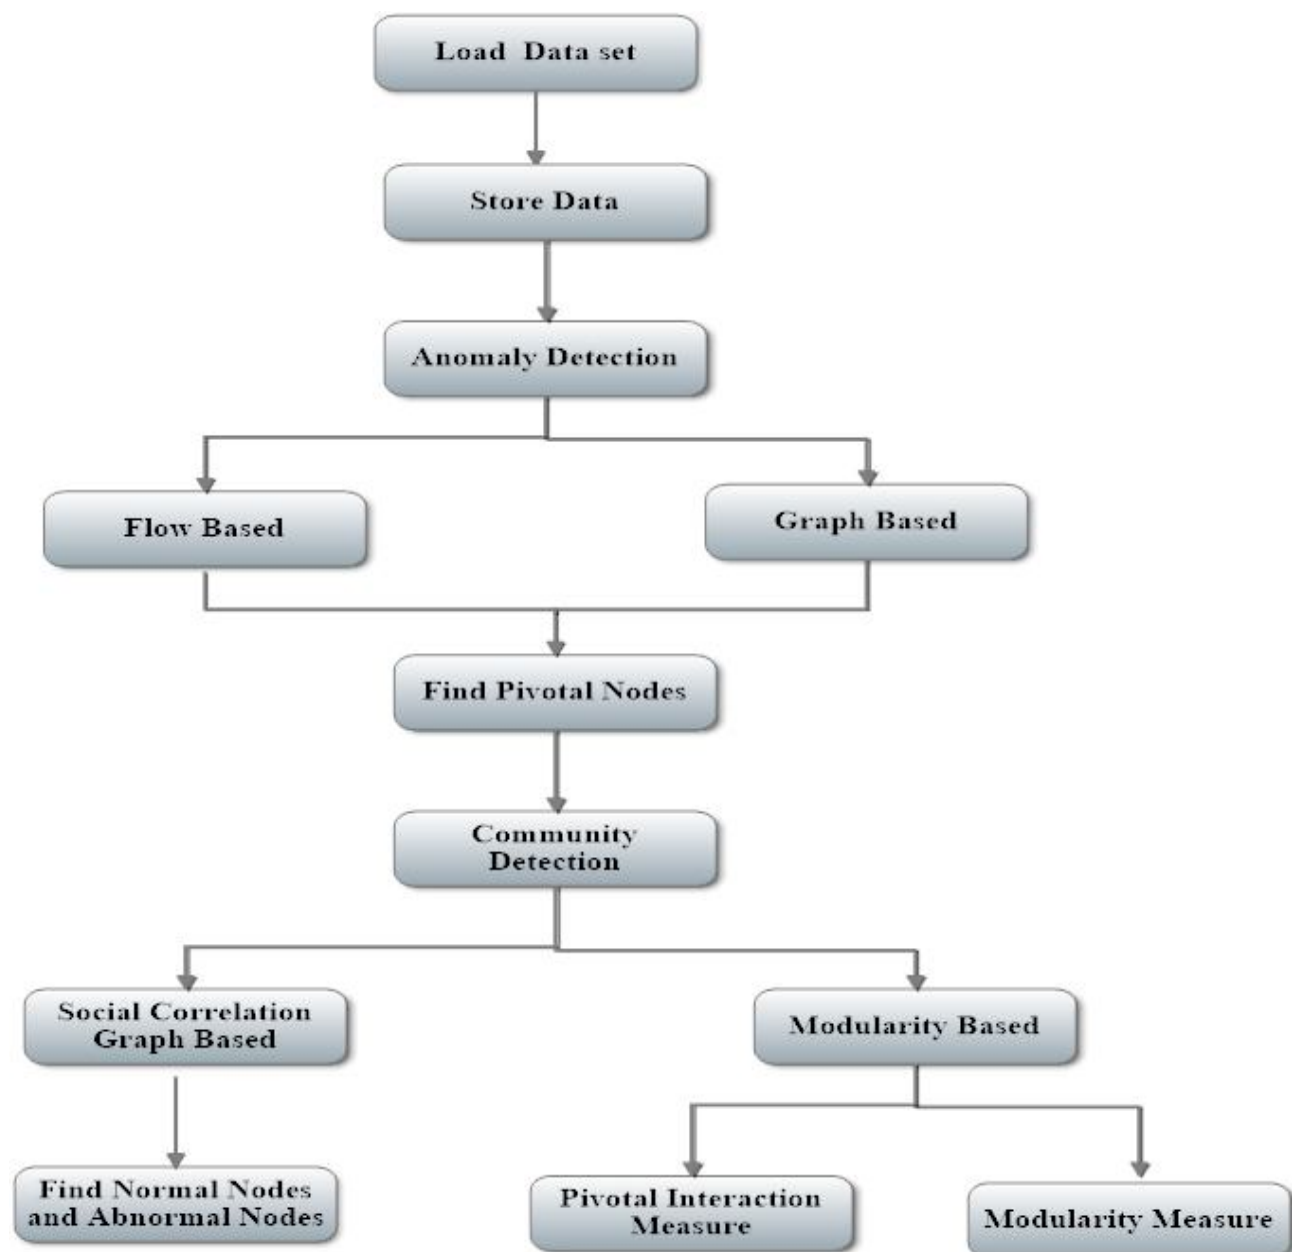 Load Data set
Store Data
Anomaly Detection
Flow Based
Graph Based
Find Pivotal Nodes
Community
Detection
Social Correlation
Graph Based
Modularity Based
Find Normal Nodes
and Abnormal Nodes
Pivotal Interaction
Measure
Modularity Measure